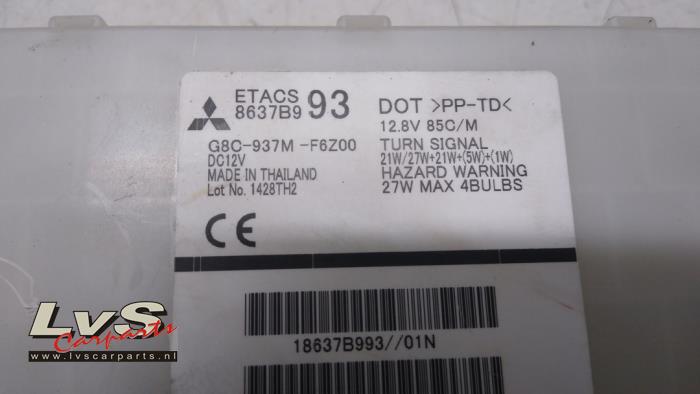 ETACS
8637B9 93
G8C-937M -F6Z00
DC12V
MADE IN THAILAND
Lot No. 1428TH2
DOT >PP-TD<
12.8V 85C/M
TURN SIGNAL
21W/27W+21W+(5W)+(1W)
HAZARD WARNING
27W MAX 4BULBS
CE
18637B993//01N
LvS
Carparts
www.lvscarparts.nl